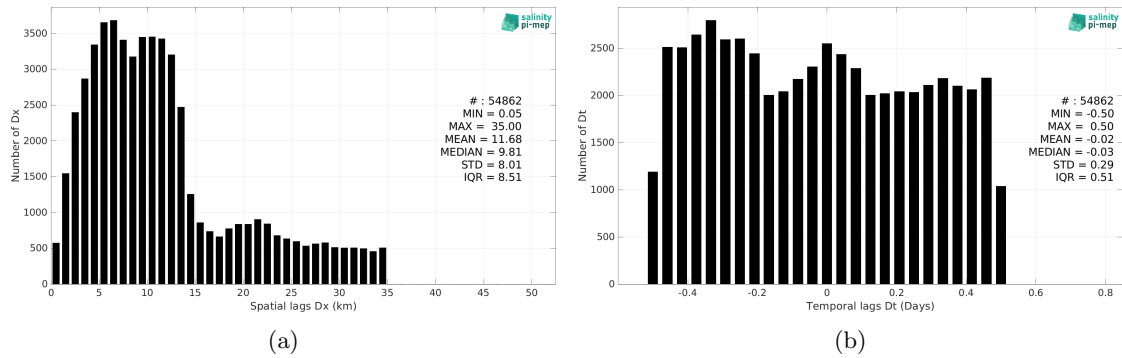 3500
3000
2500
2000
1500
1000
500
0
Number of Dx
0 5 10 15 20 25 30 35 40 45 50
Spatial lags Dx (km)
salinity
pi-mep
# : 54862
MIN = 0.05
MAX = 35.00
MEAN = 11.68
MEDIAN = 9.81
STD = 8.01
IQR = 8.51
(a)
2500
2000
1500
1000
500
0
Number of Dt
-0.4 -0.2 0 0.2 0.4 0.6 0.8
Temporal lags Dt (Days)
salinity
pi-mep
# : 54862
MIN = -0.50
MAX = 0.50
MEAN = -0.02
MEDIAN = -0.03
STD = 0.29
IQR = 0.51
(b)